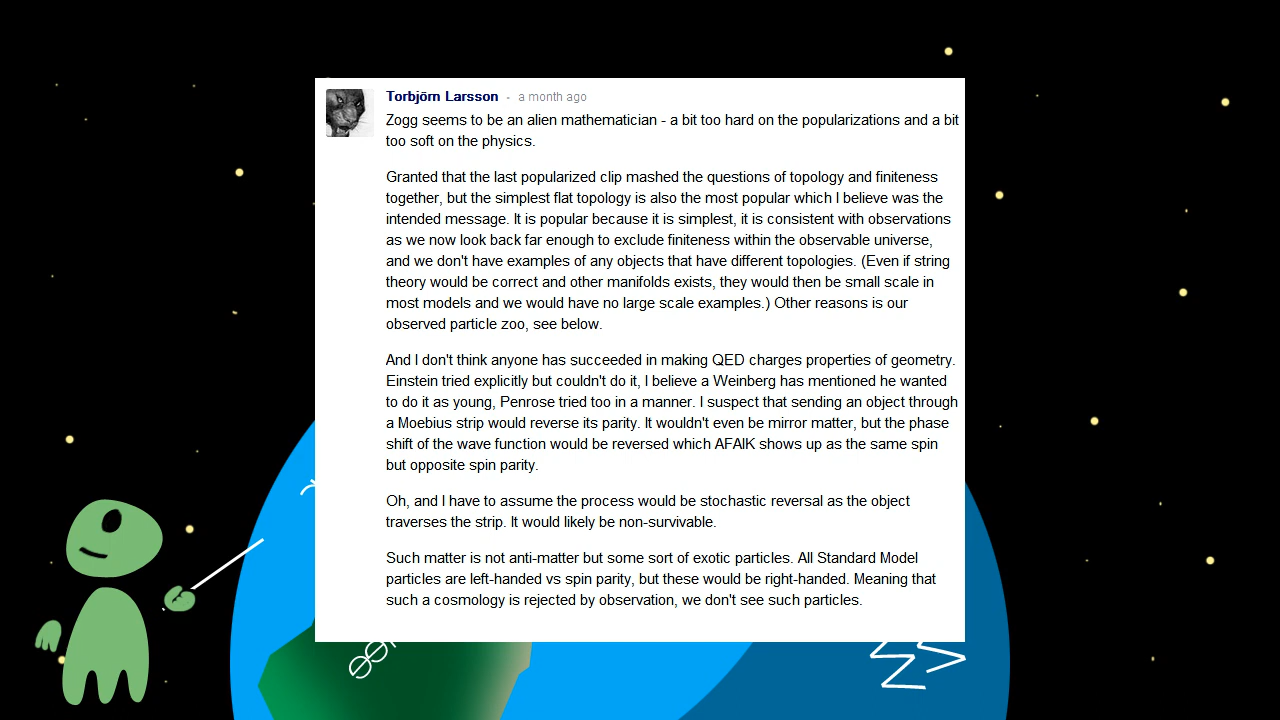 Torbjörn Larsson - a month ago
Zogg seems to be an alien mathematician - a bit too hard on the popularizations and a bit
too soft on the physics.
Granted that the last popularized clip mashed the questions of topology and finiteness
together, but the simplest flat topology is also the most popular which I believe was the
intended message. It is popular because it is simplest, it is consistent with observations
as we now look back far enough to exclude finiteness within the observable universe,
and we don't have examples of any objects that have different topologies. (Even if string
theory would be correct and other manifolds exists, they would then be small scale in
most models and we would have no large scale examples.) Other reasons is our
observed particle zoo, see below.
And I don't think anyone has succeeded in making QED charges properties of geometry.
Einstein tried explicitly but couldn't do it, I believe a Weinberg has mentioned he wanted
to do it as young, Penrose tried too in a manner. I suspect that sending an object through
a Moebius strip would reverse its parity. It wouldn't even be mirror matter, but the phase
shift of the wave function would be reversed which AFAIK shows up as the same spin
but opposite spin parity.
Oh, and I have to assume the process would be stochastic reversal as the object
traverses the strip. It would likely be non-survivable.
Such matter is not anti-matter but some sort of exotic particles. All Standard Model
particles are left-handed vs spin parity, but these would be right-handed. Meaning that
such a cosmology is rejected by observation, we don't see such particles.